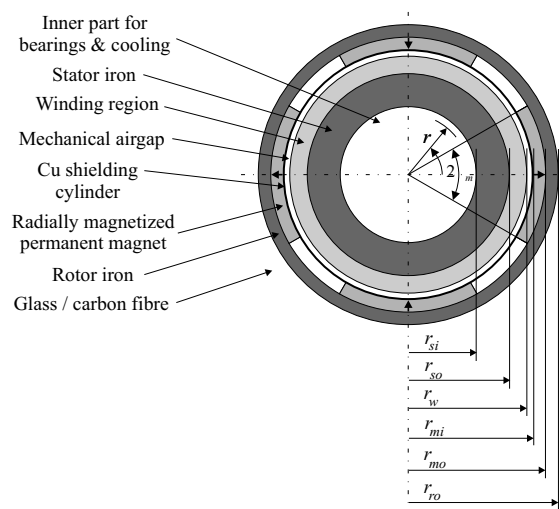 Inner part for
bearings & cooling
Stator iron
Winding region
Mechanical airgap
Cu shielding
cylinder
Radially magnetized
permanent magnet
Rotor iron
Glass / carbon fibre
r
2 m
r_si
r_so
r_w
r_mi
r_mo
r_ro